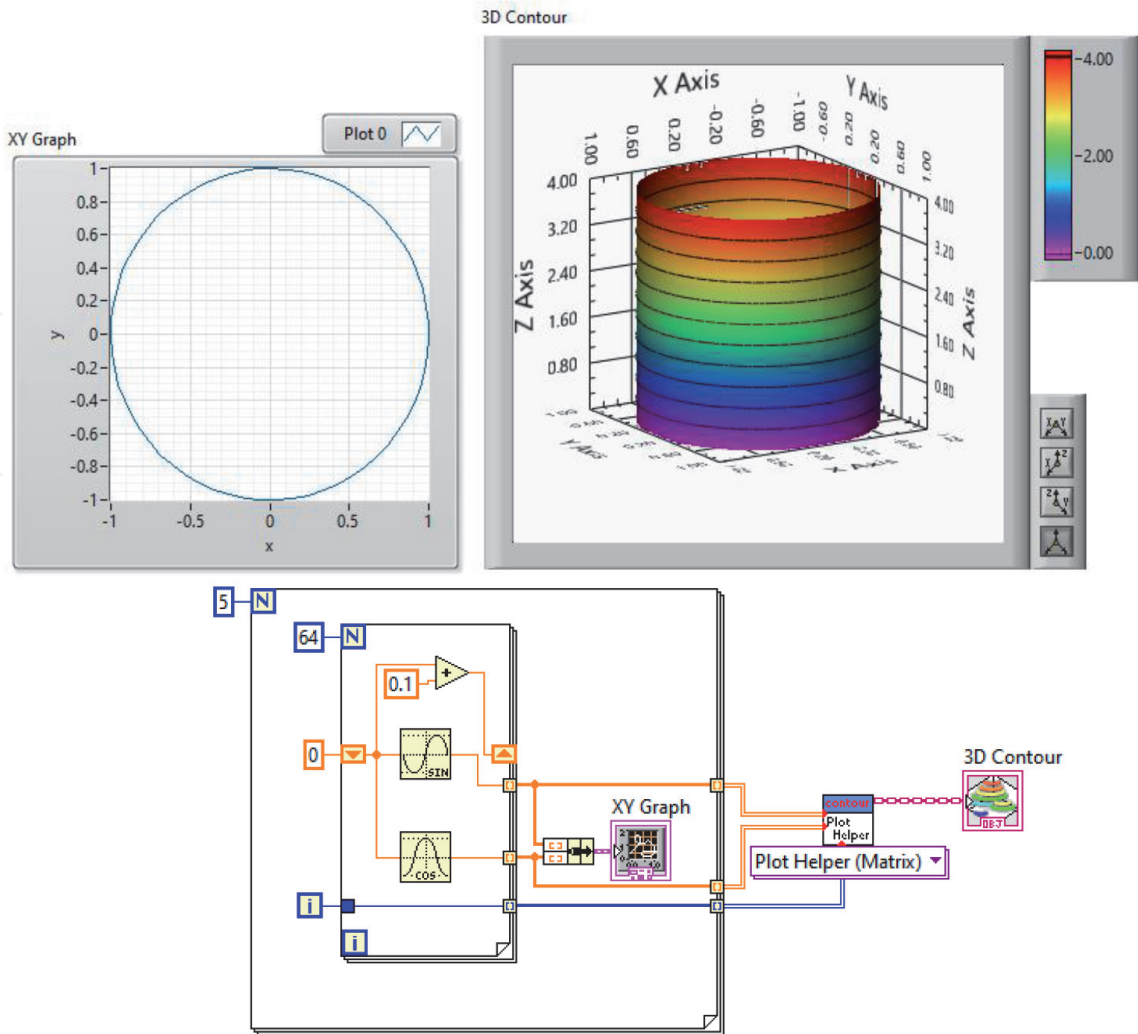 3D Contour
XY Graph
Plot 0
1
0.8
0.6
0.4
0.2
0
-0.2
-0.4
-0.6
-0.8
-1
y
-1
-0.5
0
0.5
1
x
X Axis
Y Axis
1.00
0.60
0.20
-0.20
-0.60
-1.00
-0.60
0.20
0.20
0.60
1.00
4.00
3.20
2.40
1.60
0.80
Z Axis
4.00
3.20
2.40
1.60
0.80
Z Axis
Y Axis
X Axis
4.00
2.00
0.00
5
N
64
N
0.1
+
0
SIN
COS
i
i
XY Graph
contour
Plot
Helper
Plot Helper (Matrix)
3D Contour
OBJ